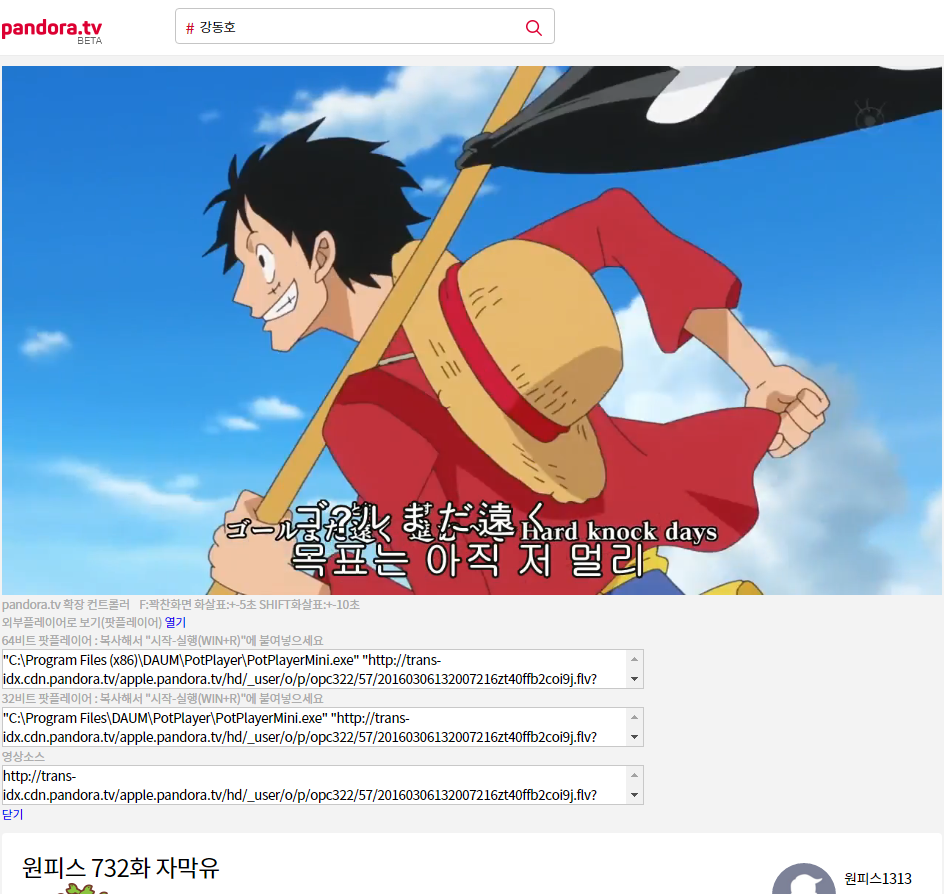 pandora.tv
BETA
# 강동호
ゴ?ル まだ遠く
ゴールまだ遠く 進む Hard knock days
목표는 아직 저 멀리
pandora.tv 확장 컨트롤러 F:꽉찬화면 화살표:+-5초 SHIFT화살표:+-10초
외부플레이어로 보기(팟플레이어) 열기
64비트 팟플레이어 : 복사해서 "시작-실행(WIN+R)"에 붙여넣으세요
"C:\Program Files (x86)\DAUM\PotPlayer\PotPlayerMini.exe" "http://trans-
idx.cdn.pandora.tv/apple.pandora.tv/hd/_user/o/p/opc322/57/20160306132007216zt40ffb2coi9j.flv?
32비트 팟플레이어 : 복사해서 "시작-실행(WIN+R)"에 붙여넣으세요
"C:\Program Files\DAUM\PotPlayer\PotPlayerMini.exe" "http://trans-
idx.cdn.pandora.tv/apple.pandora.tv/hd/_user/o/p/opc322/57/20160306132007216zt40ffb2coi9j.flv?
영상소스
http://trans-
idx.cdn.pandora.tv/apple.pandora.tv/hd/_user/o/p/opc322/57/20160306132007216zt40ffb2coi9j.flv?
닫기
원피스 732화 자막유
원피스1313